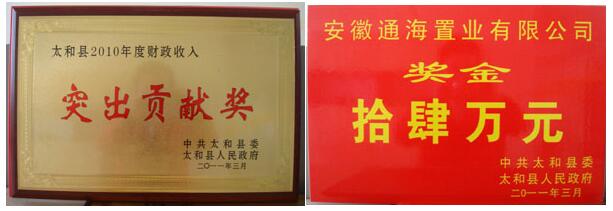 太和县2010年度财政收入
突出贡献奖
中共太和县委
太和县人民政府
二〇一一年三月
安徽通海置业有限公司
奖金
拾肆万元
中共太和县委
太和县人民政府
二〇一一年三月